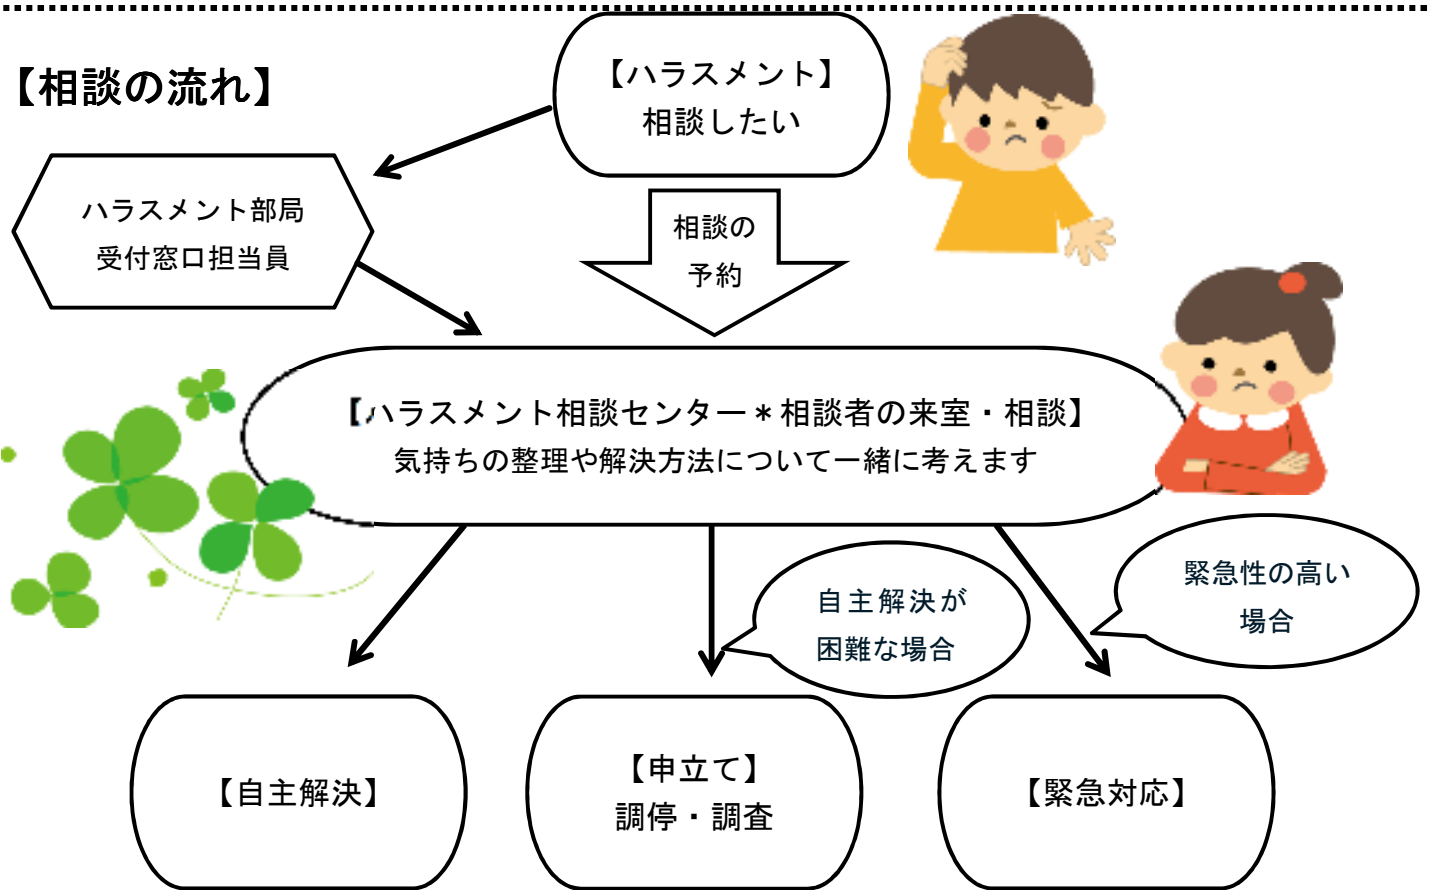 【相談の流れ】
【ハラスメント】
相談したい
ハラスメント部局
受付窓口担当員
相談の
予約
【ハラスメント相談センター＊相談者の来室・相談】
気持ちの整理や解決方法について一緒に考えます
自主解決が
困難な場合
緊急性の高い
場合
【自主解決】
【申立て】
調停・調査
【緊急対応】